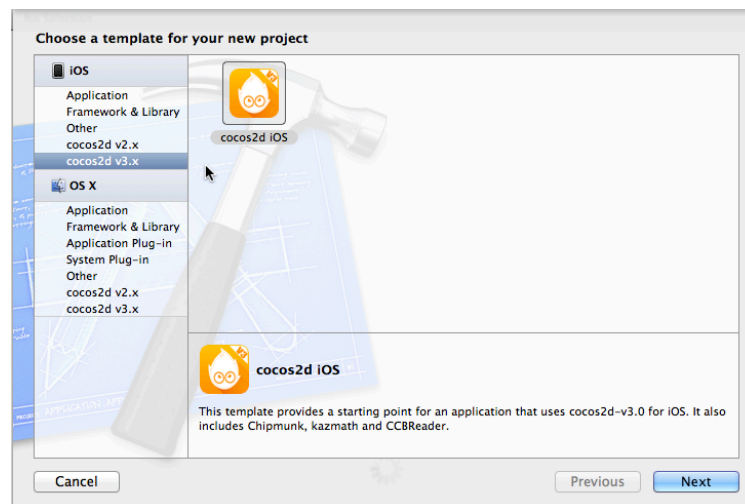 Choose a template for your new project
iOS
Application
Framework & Library
Other
cocos2d v2.x
cocos2d v3.x
OS X
Application
Framework & Library
Application Plug-in
System Plug-in
Other
cocos2d v2.x
cocos2d v3.x
V3
cocos2d iOS
V3
cocos2d iOS
This template provides a starting point for an application that uses cocos2d-v3.0 for iOS. It also
includes Chipmunk, kazmath and CCBReader.
Cancel
Previous
Next